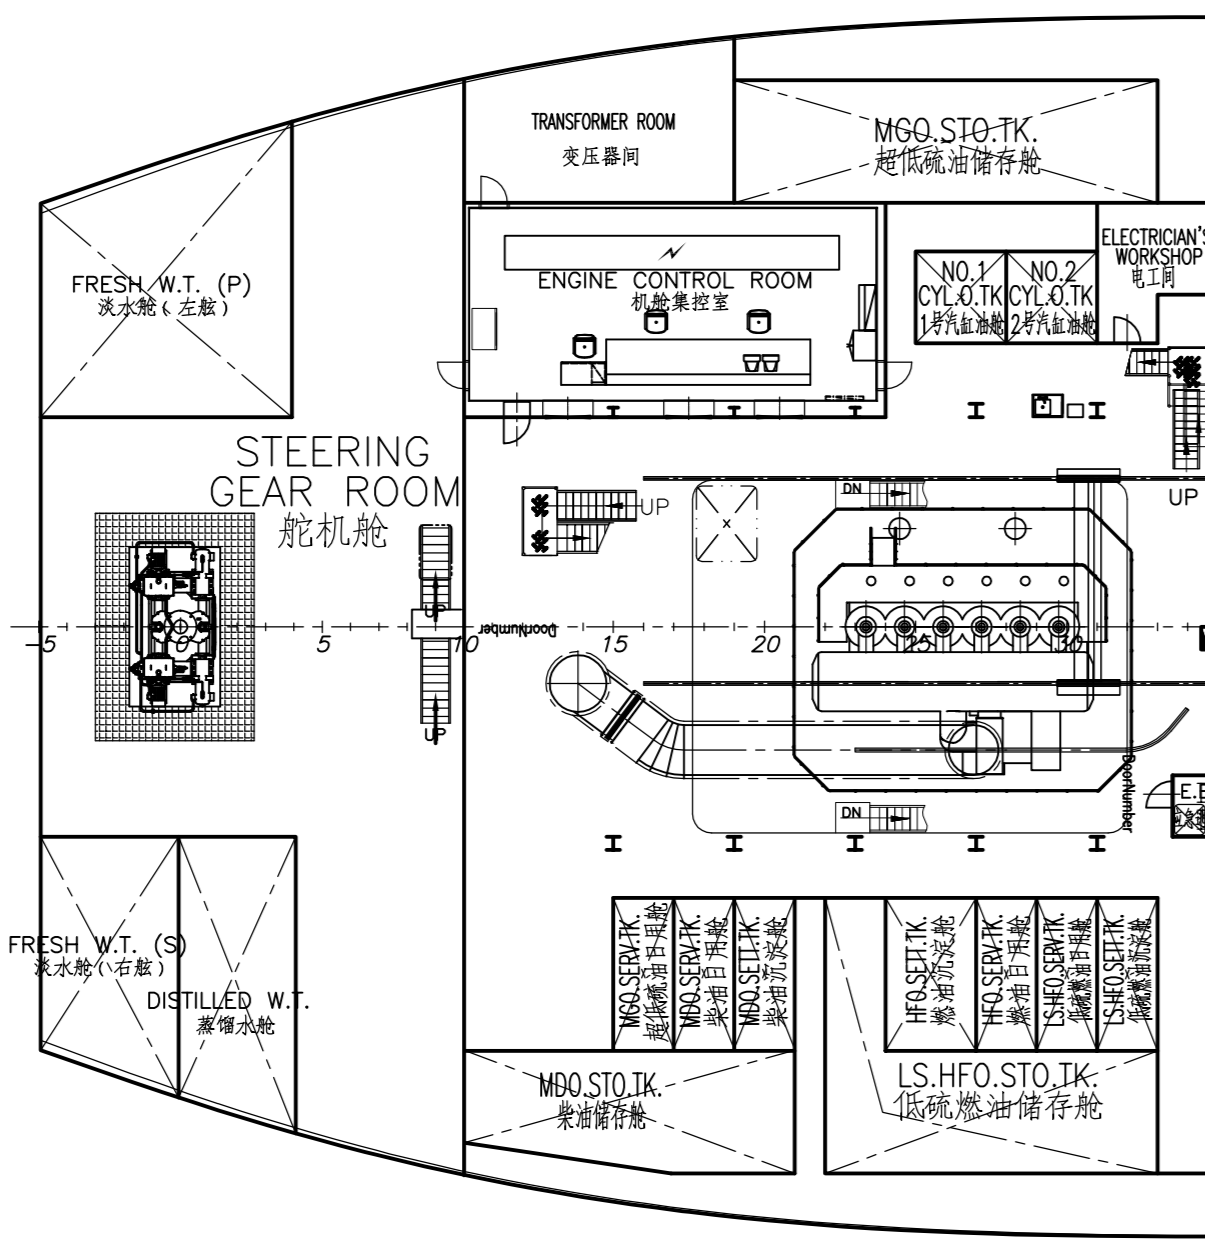 TRANSFORMER ROOM
变压器间
MGO.STO.TK.
超低硫油储存舱
FRESH W.T. (P)
淡水舱(左舷)
ENGINE CONTROL ROOM
机舱集控室
NO.1
CYL.O.TK
1号汽缸油舱
NO.2
CYL.O.TK
2号汽缸油舱
ELECTRICIAN'S
WORKSHOP
电工间
STEERING
GEAR ROOM
舵机舱
UP
DN
UP
UP
DoorNumber
-5
0
5
10
15
20
25
30
UP
DN
DoorNumber
FRESH W.T. (S)
淡水舱(右舷)
DISTILLED W.T.
蒸馏水舱
MGO.SERV.TK.
超低硫油日用舱
MDO.SERV.TK.
柴油日用舱
MDO.SETT.TK.
柴油沉淀舱
HFO.SETT.TK.
燃油沉淀舱
HFO.SERV.TK.
燃油日用舱
LS.HFO.SERV.TK.
低硫燃油日用舱
LS.HFO.SETT.TK.
低硫燃油沉淀舱
MDO.STO.TK.
柴油储存舱
LS.HFO.STO.TK.
低硫燃油储存舱